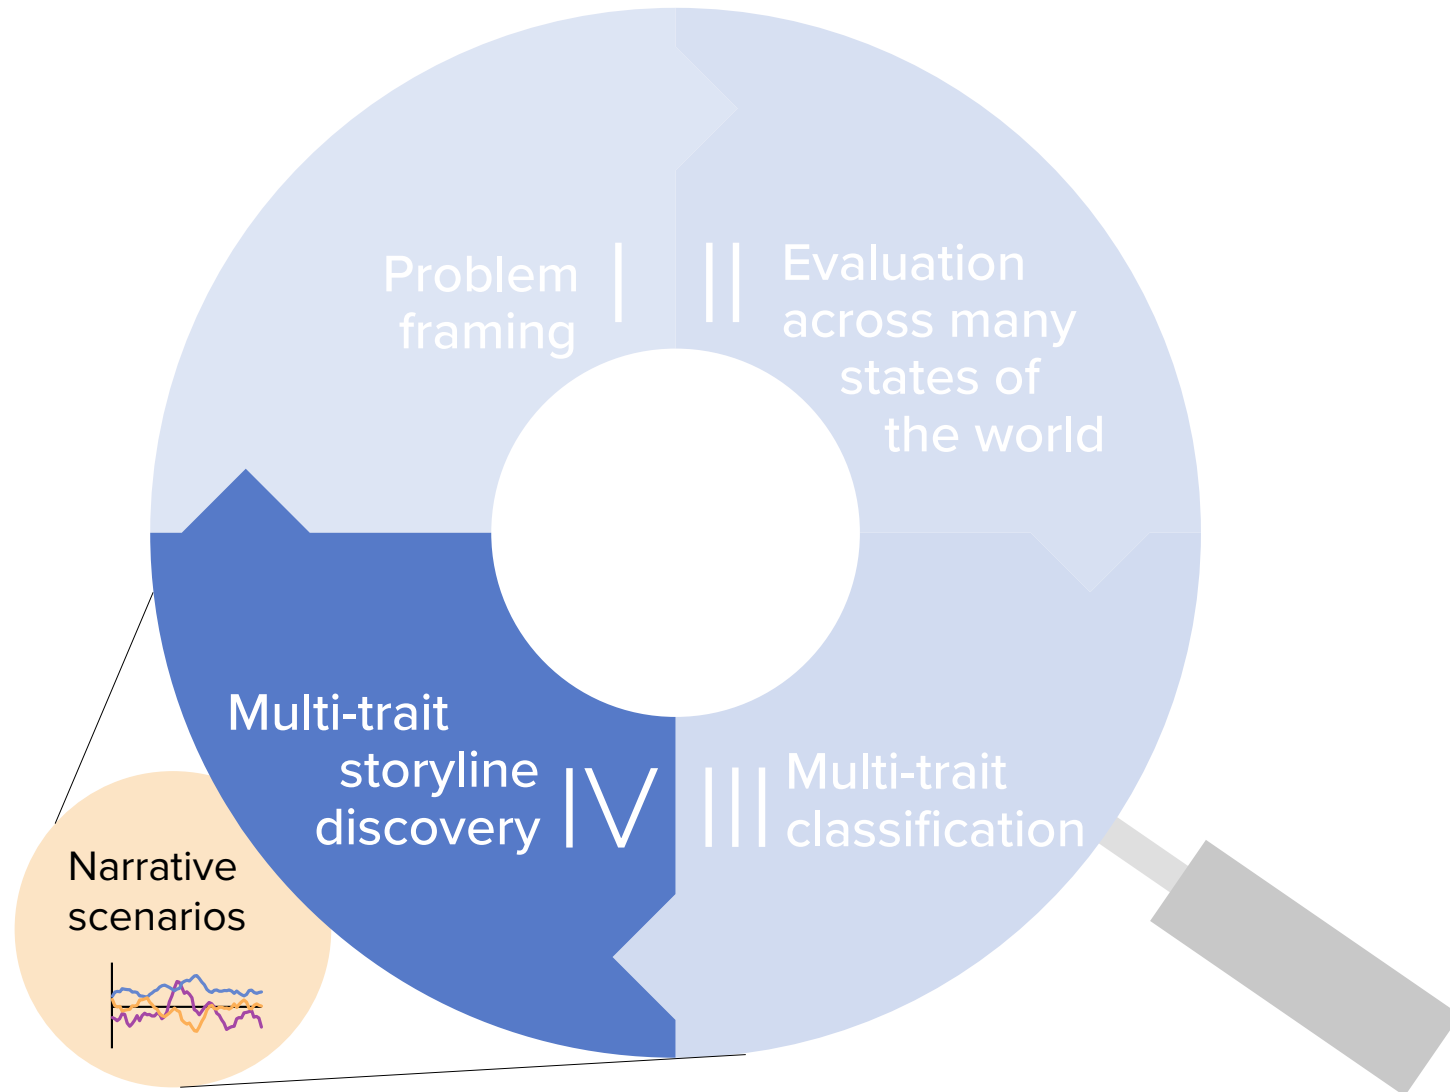 Problem
framing
I
II
Evaluation
across many
states of
the world
Multi-trait
storyline
discovery
IV
III
Multi-trait
classification
Narrative
scenarios